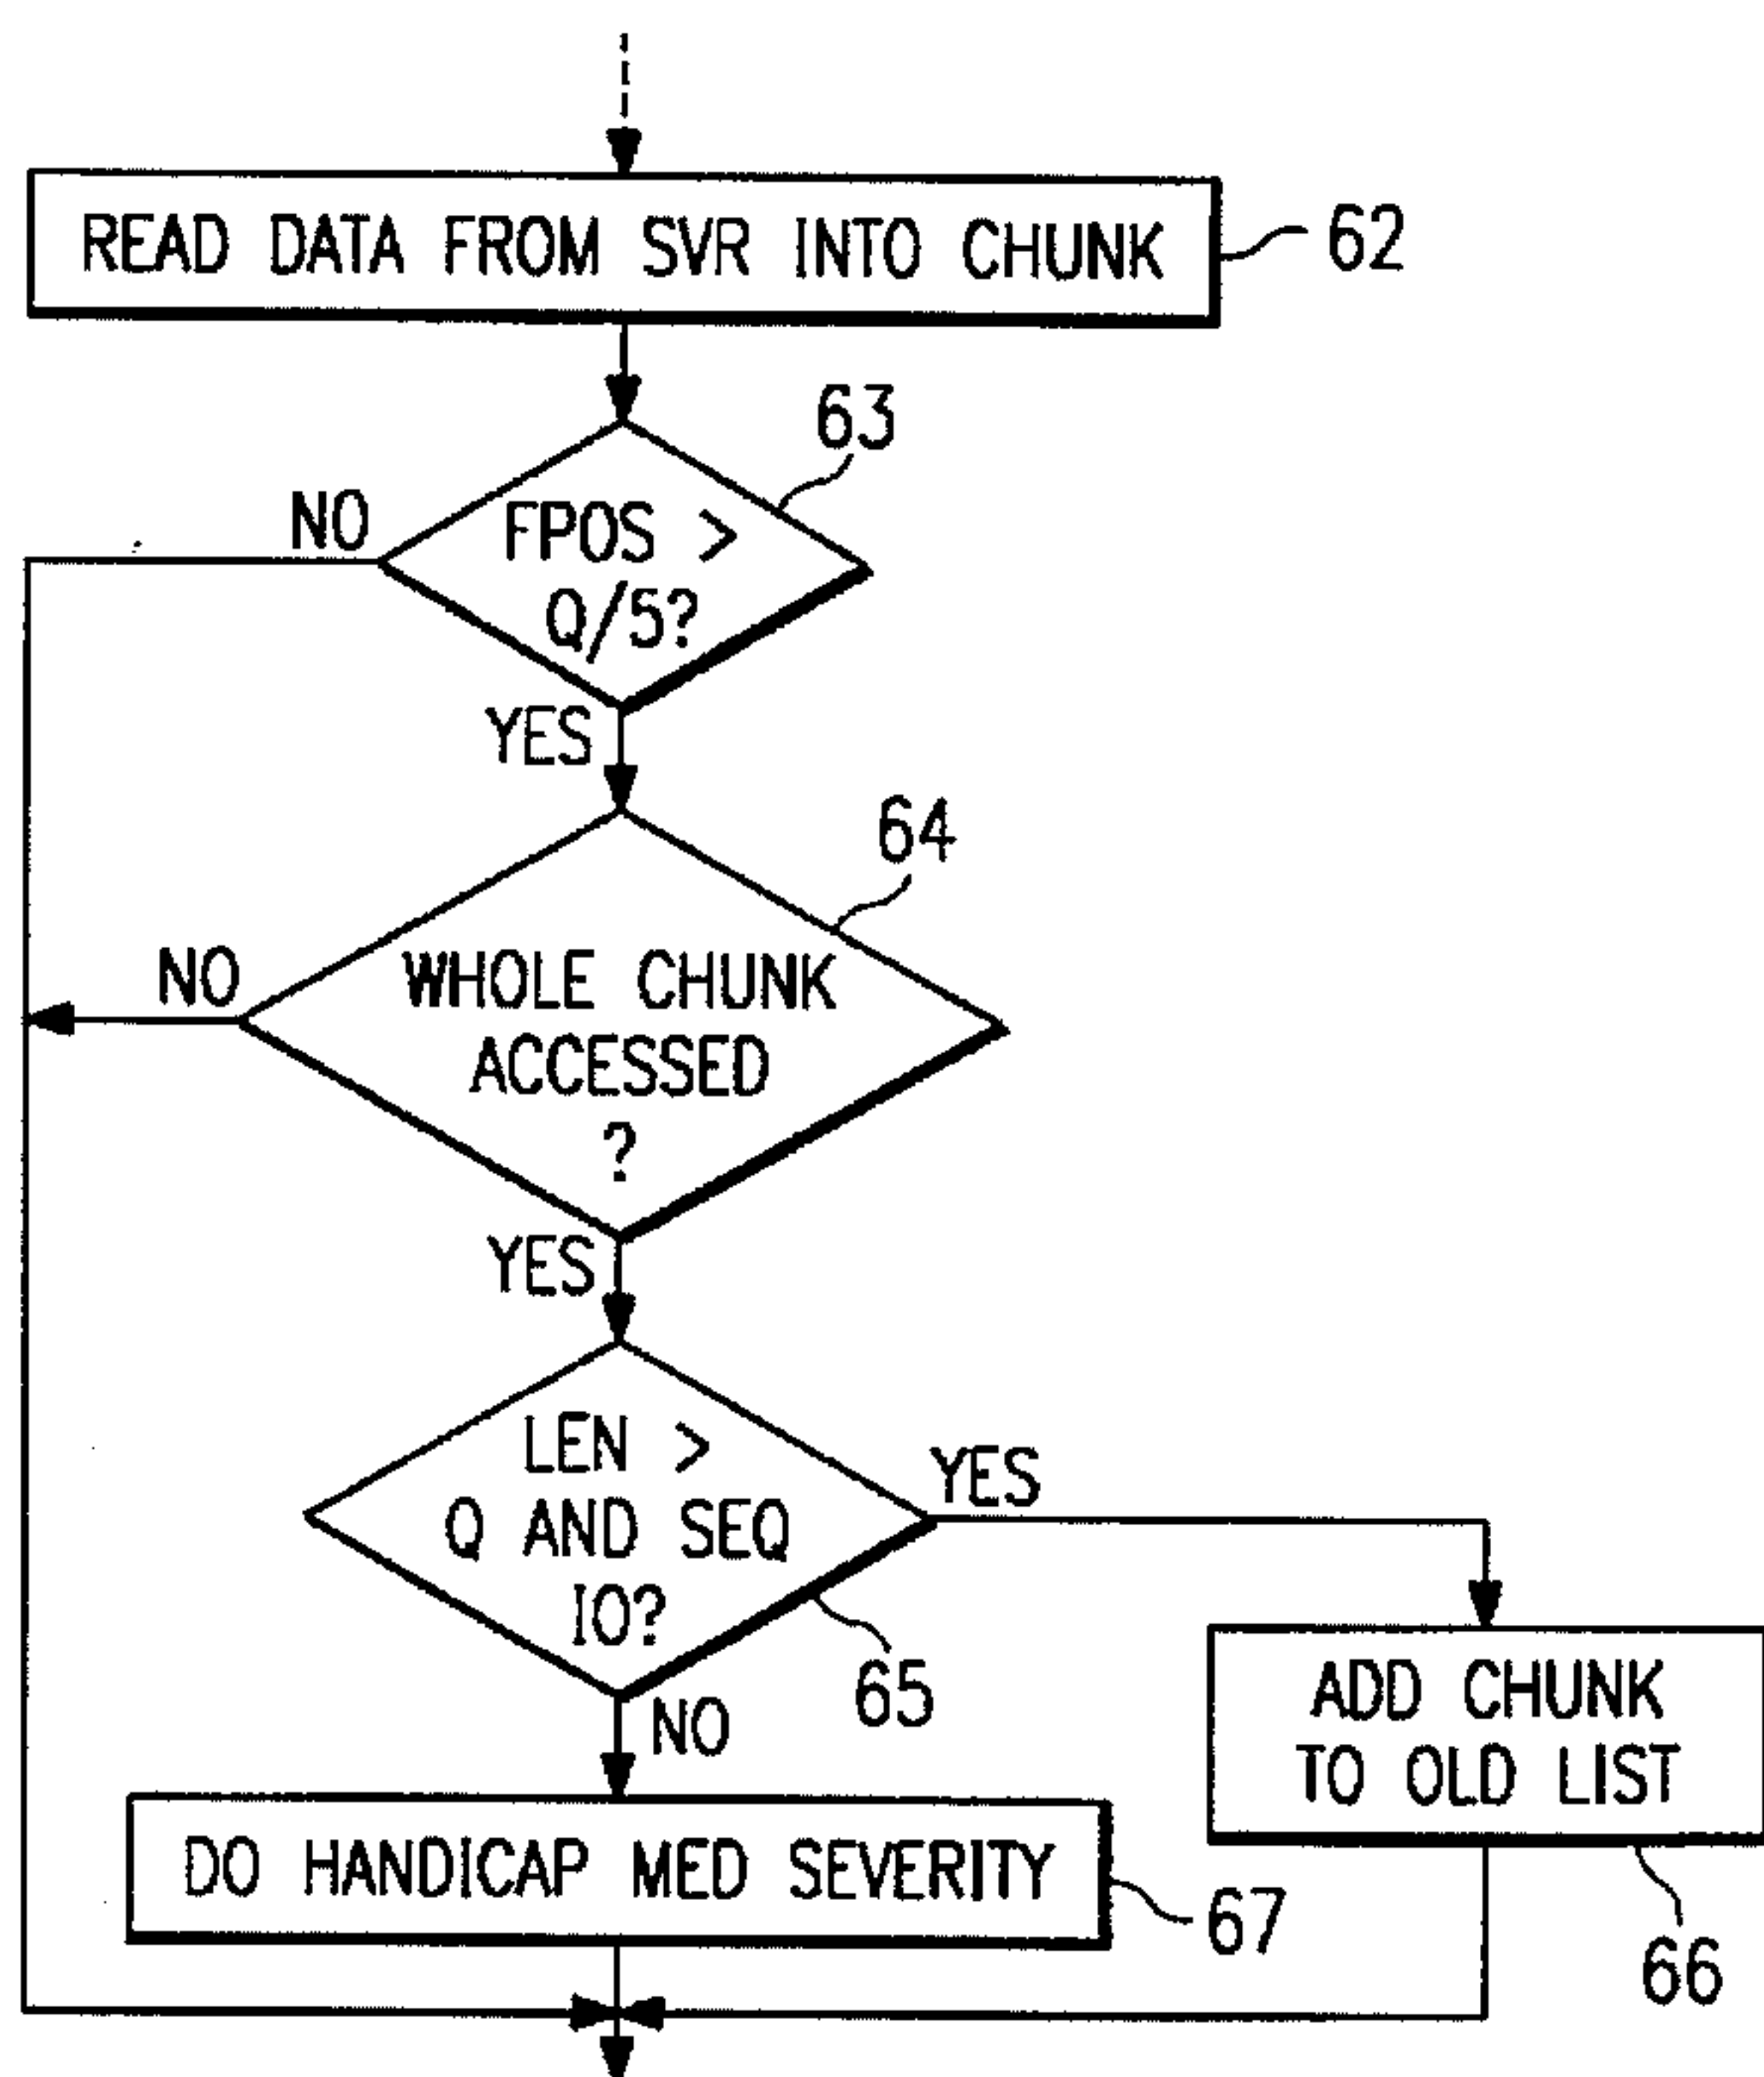 READ DATA FROM SVR INTO CHUNK
62
63
NO
FPOS >
Q/5?
YES
64
NO
WHOLE CHUNK
ACCESSED
?
YES
LEN >
Q AND SEQ
IO?
YES
65
NO
ADD CHUNK
TO OLD LIST
66
DO HANDICAP MED SEVERITY
67